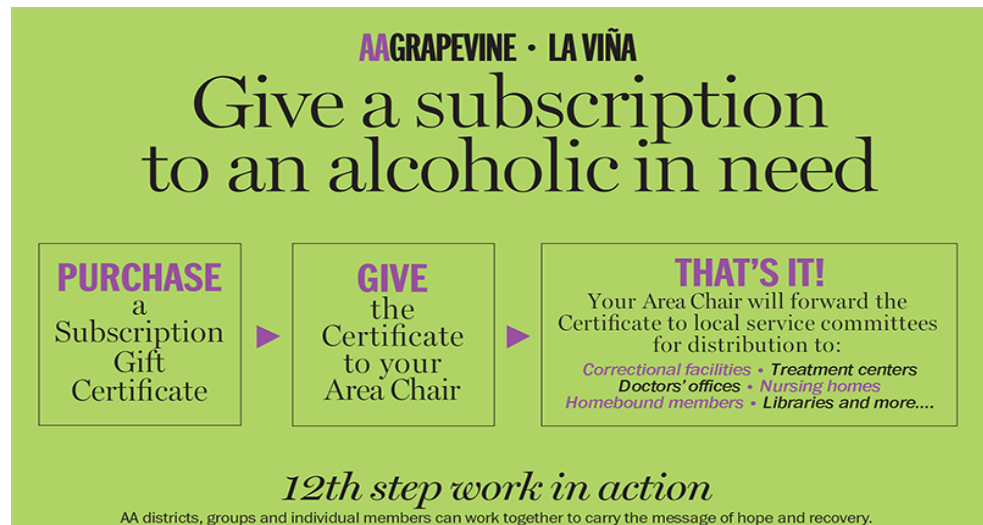 AAGRAPEVINE • LA VIÑA
Give a subscription
to an alcoholic in need
PURCHASE
a
Subscription
Gift
Certificate
GIVE
the
Certificate
to your
Area Chair
THAT'S IT!
Your Area Chair will forward the
Certificate to local service committees
for distribution to:
Correctional facilities • Treatment centers
Doctors' offices • Nursing homes
Homebound members • Libraries and more....
12th step work in action
AA districts, groups and individual members can work together to carry the message of hope and recovery.